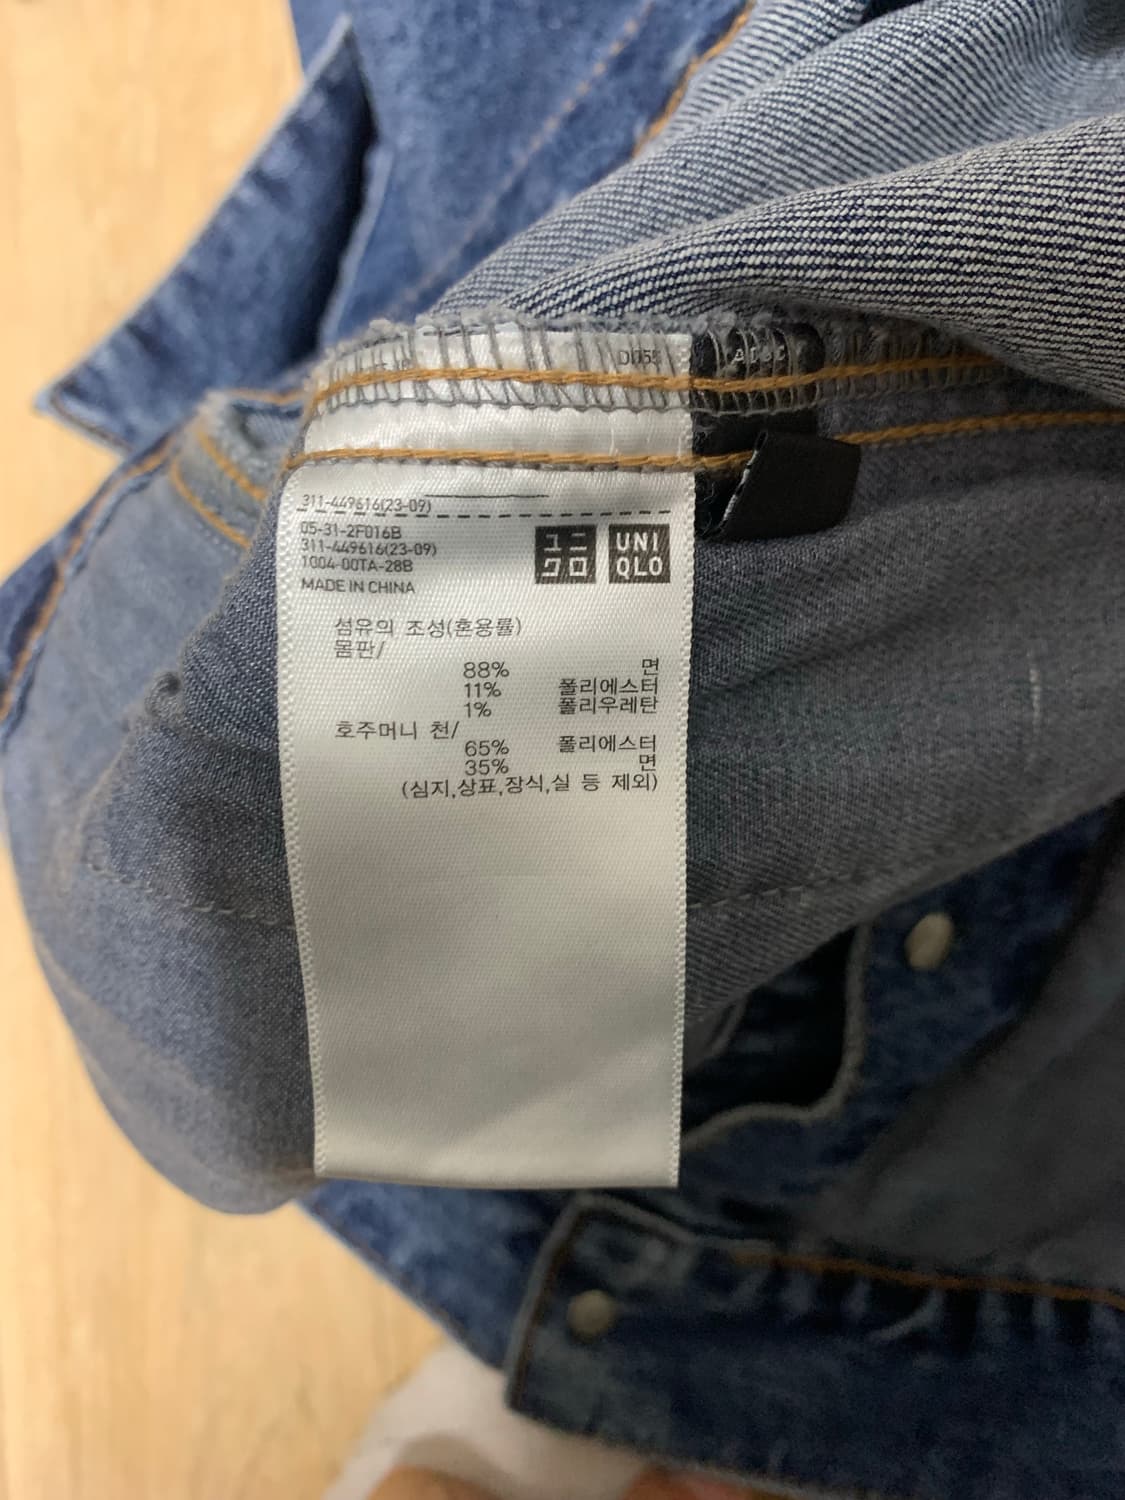 D055
311-449616(23-09)
05-31-2F016B
311-449616(23-09)
1004-00TA-28B
MADE IN CHINA
ユニ
クロ
UNI
QLO
섬유의 조성(혼용률)
몸판/
88% 면
11% 폴리에스터
1% 폴리우레탄
호주머니 천/
65% 폴리에스터
35% 면
(심지,상표,장식,실 등 제외)